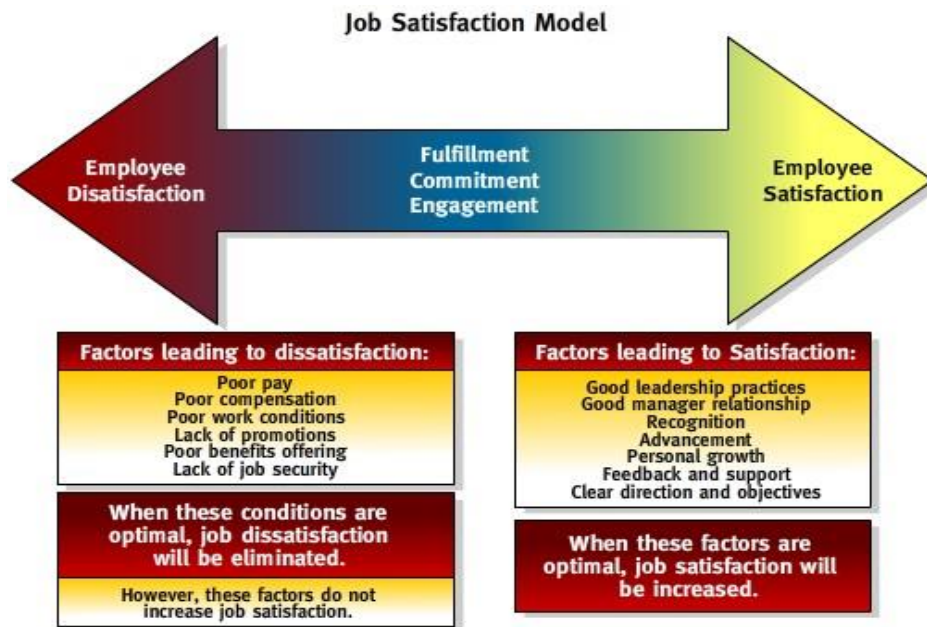 Job Satisfaction Model
Employee
Disatisfaction
Fulfillment
Commitment
Engagement
Employee
Satisfaction
Factors leading to dissatisfaction:
Poor pay
Poor compensation
Poor work conditions
Lack of promotions
Poor benefits offering
Lack of job security
When these conditions are
optimal, job dissatisfaction
will be eliminated.
However, these factors do not
increase job satisfaction.
Factors leading to Satisfaction:
Good leadership practices
Good manager relationship
Recognition
Advancement
Personal growth
Feedback and support
Clear direction and objectives
When these factors are
optimal, job satisfaction will
be increased.